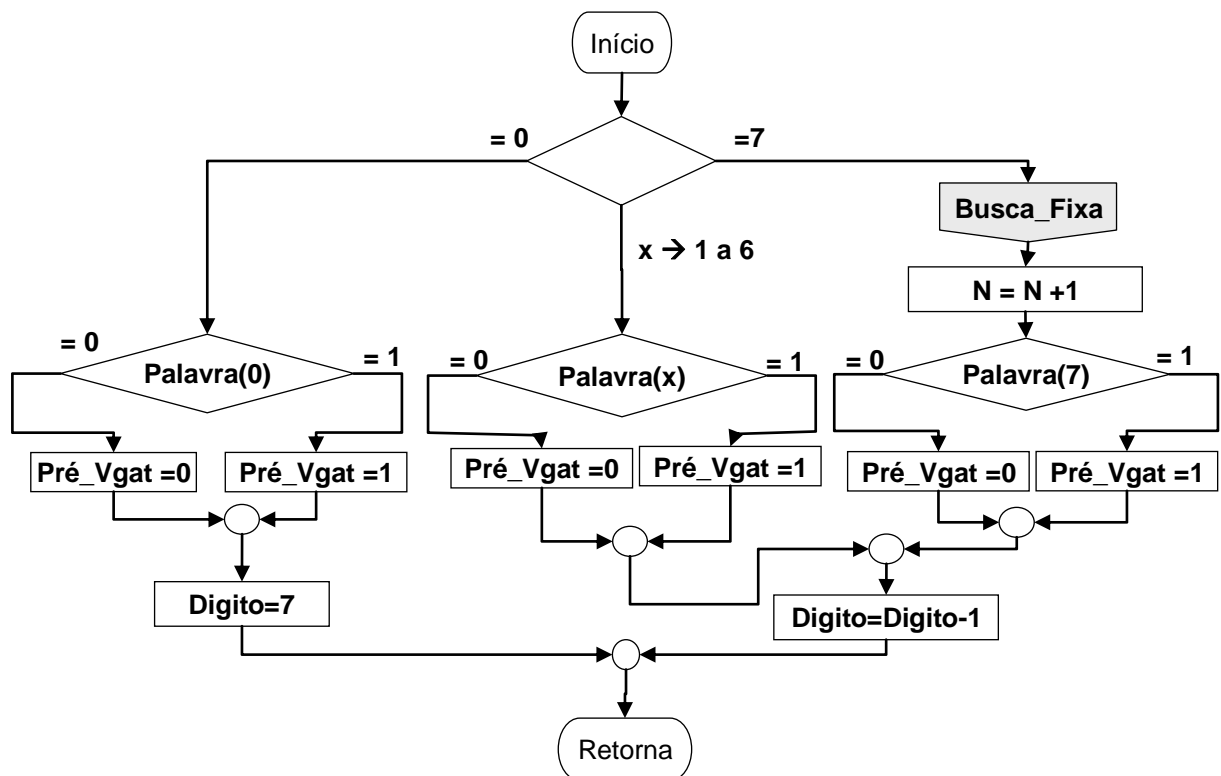 Início
= 0
=7
Busca_Fixa
x → 1 a 6
N = N +1
= 0
Palavra(0)
= 1
= 0
Palavra(x)
= 1
= 0
Palavra(7)
= 1
Pré_Vgat =0
Pré_Vgat =1
Pré_Vgat =0
Pré_Vgat =1
Pré_Vgat =0
Pré_Vgat =1
Digito=7
Digito=Digito-1
Retorna